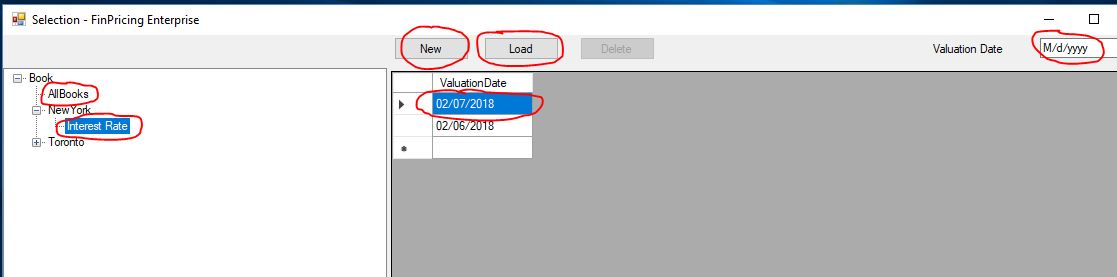 Selection - FinPricing Enterprise
New Load Delete Valuation Date M/d/yyyy
Book
AllBooks
NewYork
Interest Rate
Toronto
ValuationDate
02/07/2018
02/06/2018